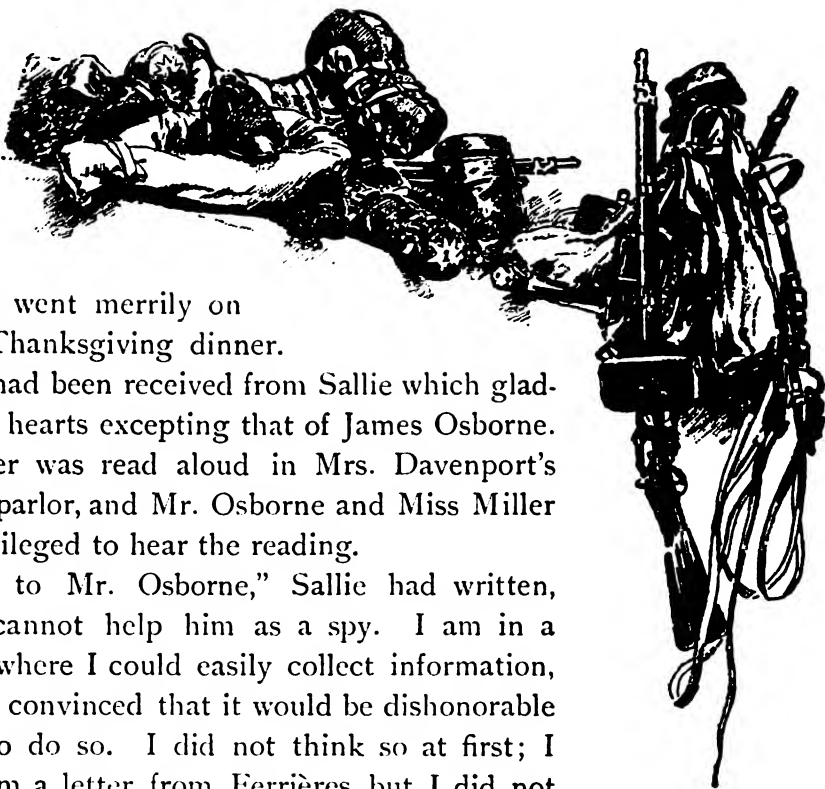 went merrily on
Thanksgiving dinner.
had been received from Sallie which glad-
hearts excepting that of James Osborne.
er was read aloud in Mrs. Davenport's
parlor, and Mr. Osborne and Miss Miller
ileged to hear the reading.
to Mr. Osborne,” Sallie had written,
cannot help him as a spy. I am in a
where I could easily collect information,
convinced that it would be dishonorable
o do so. I did not think so at first; I
m a letter from Ferrières but I did not